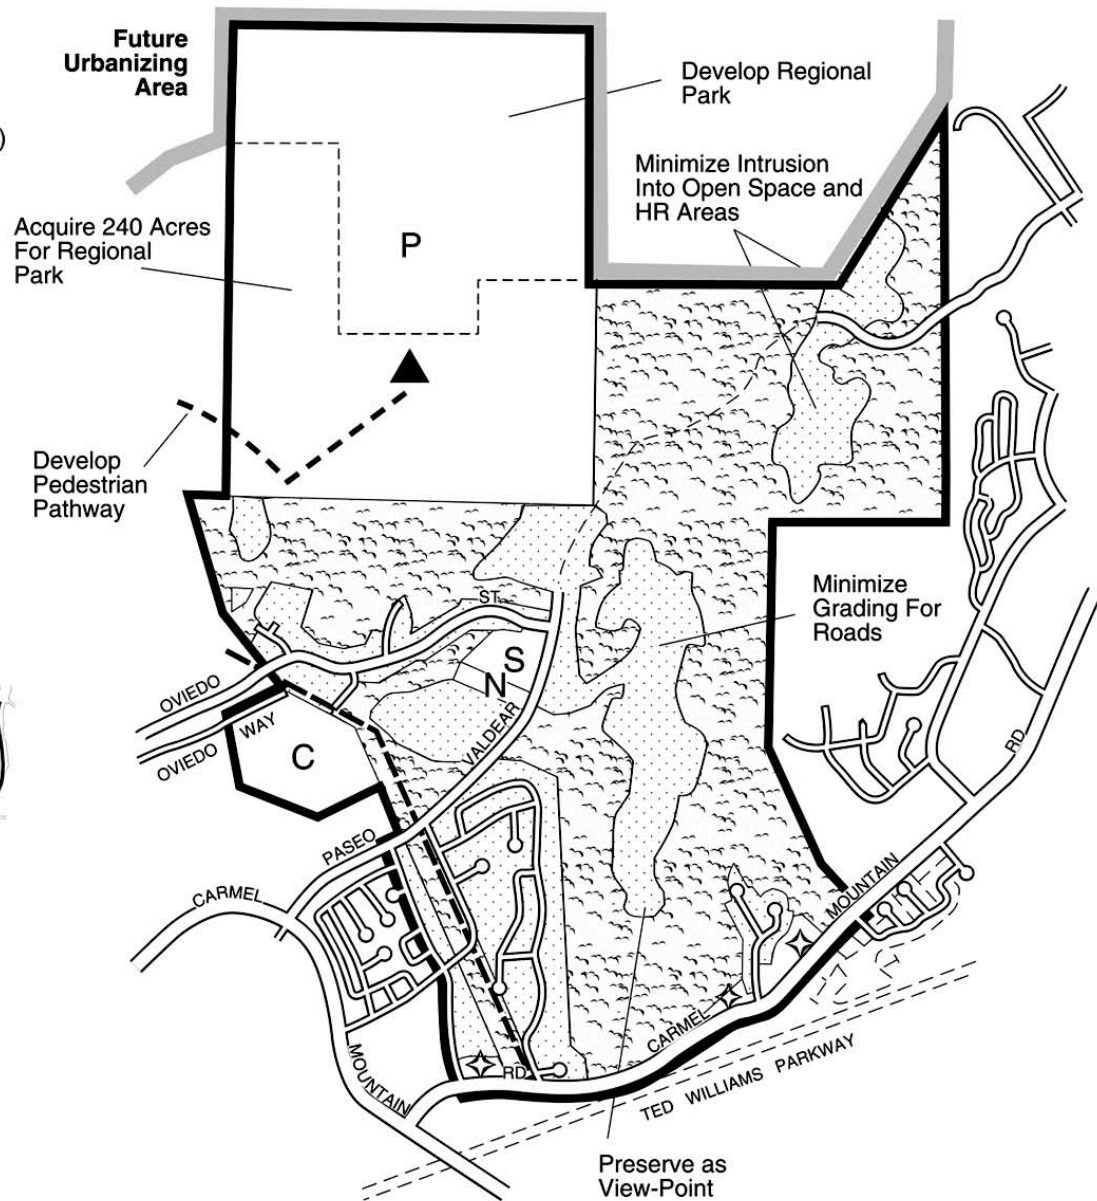 Future
Urbanizing
Area
)
Develop Regional
Park
Minimize Intrusion
Into Open Space and
HR Areas
Acquire 240 Acres
For Regional
Park
P
Develop
Pedestrian
Pathway
Minimize
Grading For
Roads
ST.
S
N
OVIEDO
OVIEDO WAY
C
VALDEAR
PASEO
RD
CARMEL
MOUNTAIN
CARMEL
MOUNTAIN
RD
TED WILLIAMS PARKWAY
Preserve as
View-Point